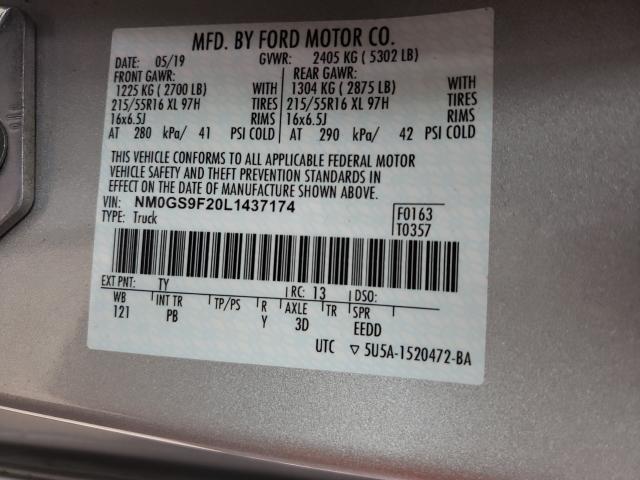 MFD. BY FORD MOTOR CO.
DATE: 05/19 GVWR: 2405 KG ( 5302 LB)
FRONT GAWR: REAR GAWR:
1225 KG ( 2700 LB) WITH 1304 KG ( 2875 LB) WITH
215/55R16 XL 97H TIRES 215/55R16 XL 97H TIRES
16x6.5J RIMS 16x6.5J RIMS
AT 280 kPa/ 41 PSI COLD AT 290 kPa/ 42 PSI COLD
THIS VEHICLE CONFORMS TO ALL APPLICABLE FEDERAL MOTOR
VEHICLE SAFETY AND THEFT PREVENTION STANDARDS IN
EFFECT ON THE DATE OF MANUFACTURE SHOWN ABOVE.
VIN: NM0GS9F20L1437174 F0163
TYPE: Truck T0357
EXT PNT: TY RC: 13 DSO:
WB INT TR TP/PS R AXLE TR SPR
121 PB Y 3D EEDD
UTC ▽ 5U5A-1520472-BA